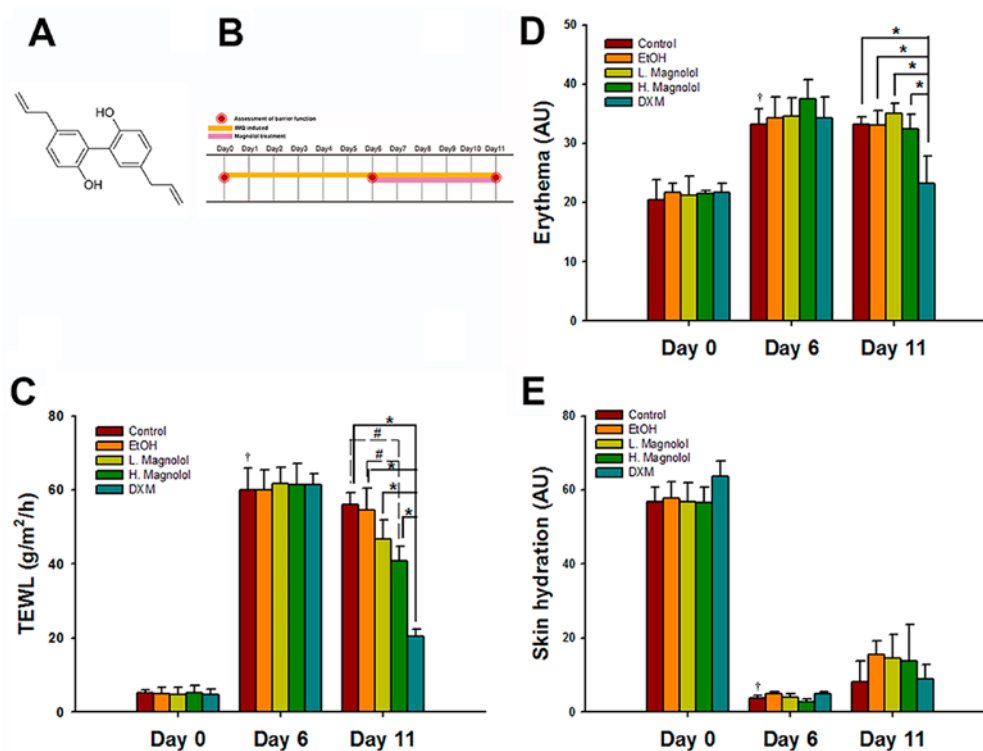 A
HO
OH
B
Assessment of barrier function
IMQ induced
Magnolol treatment
Day0 Day1 Day2 Day3 Day4 Day5 Day6 Day7 Day8 Day9 Day10 Day11
D
Control
EtOH
L. Magnolol
H. Magnolol
DXM
Erythema (AU)
50
40
30
20
10
0
†
*
*
*
*
Day 0 Day 6 Day 11
C
Control
EtOH
L. Magnolol
H. Magnolol
DXM
TEWL (g/m²/h)
80
60
40
20
0
†
*
#
#
*
*
*
Day 0 Day 6 Day 11
E
Control
EtOH
L. Magnolol
H. Magnolol
DXM
Skin hydration (AU)
80
60
40
20
0
†
Day 0 Day 6 Day 11